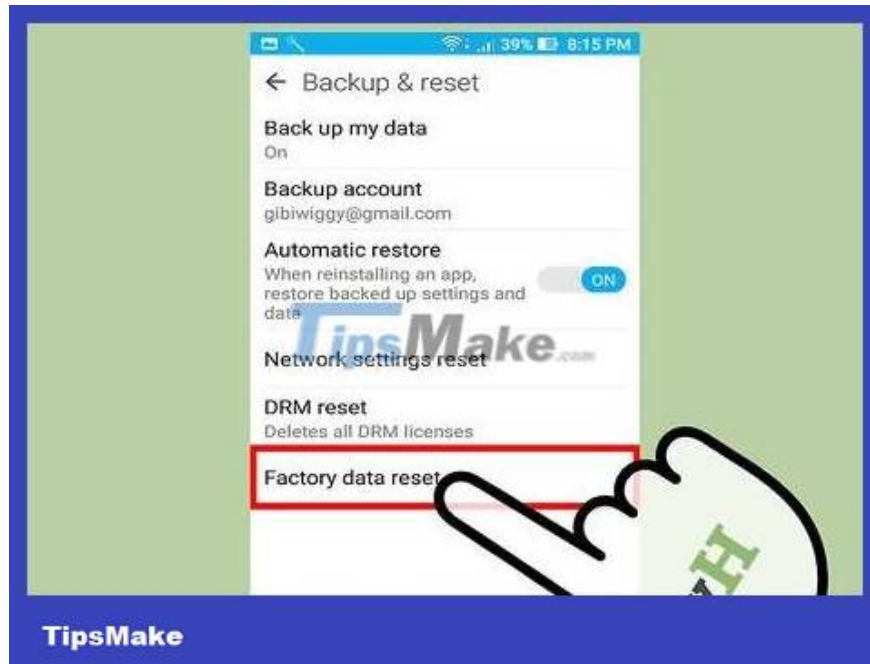 39% 8:15 PM
← Backup & reset
Back up my data
On
Backup account
gibiwiggy@gmail.com
Automatic restore
When reinstalling an app,
restore backed up settings and
data
ON
TipsMake.com
Network settings reset
DRM reset
Deletes all DRM licenses
Factory data reset
H
TipsMake